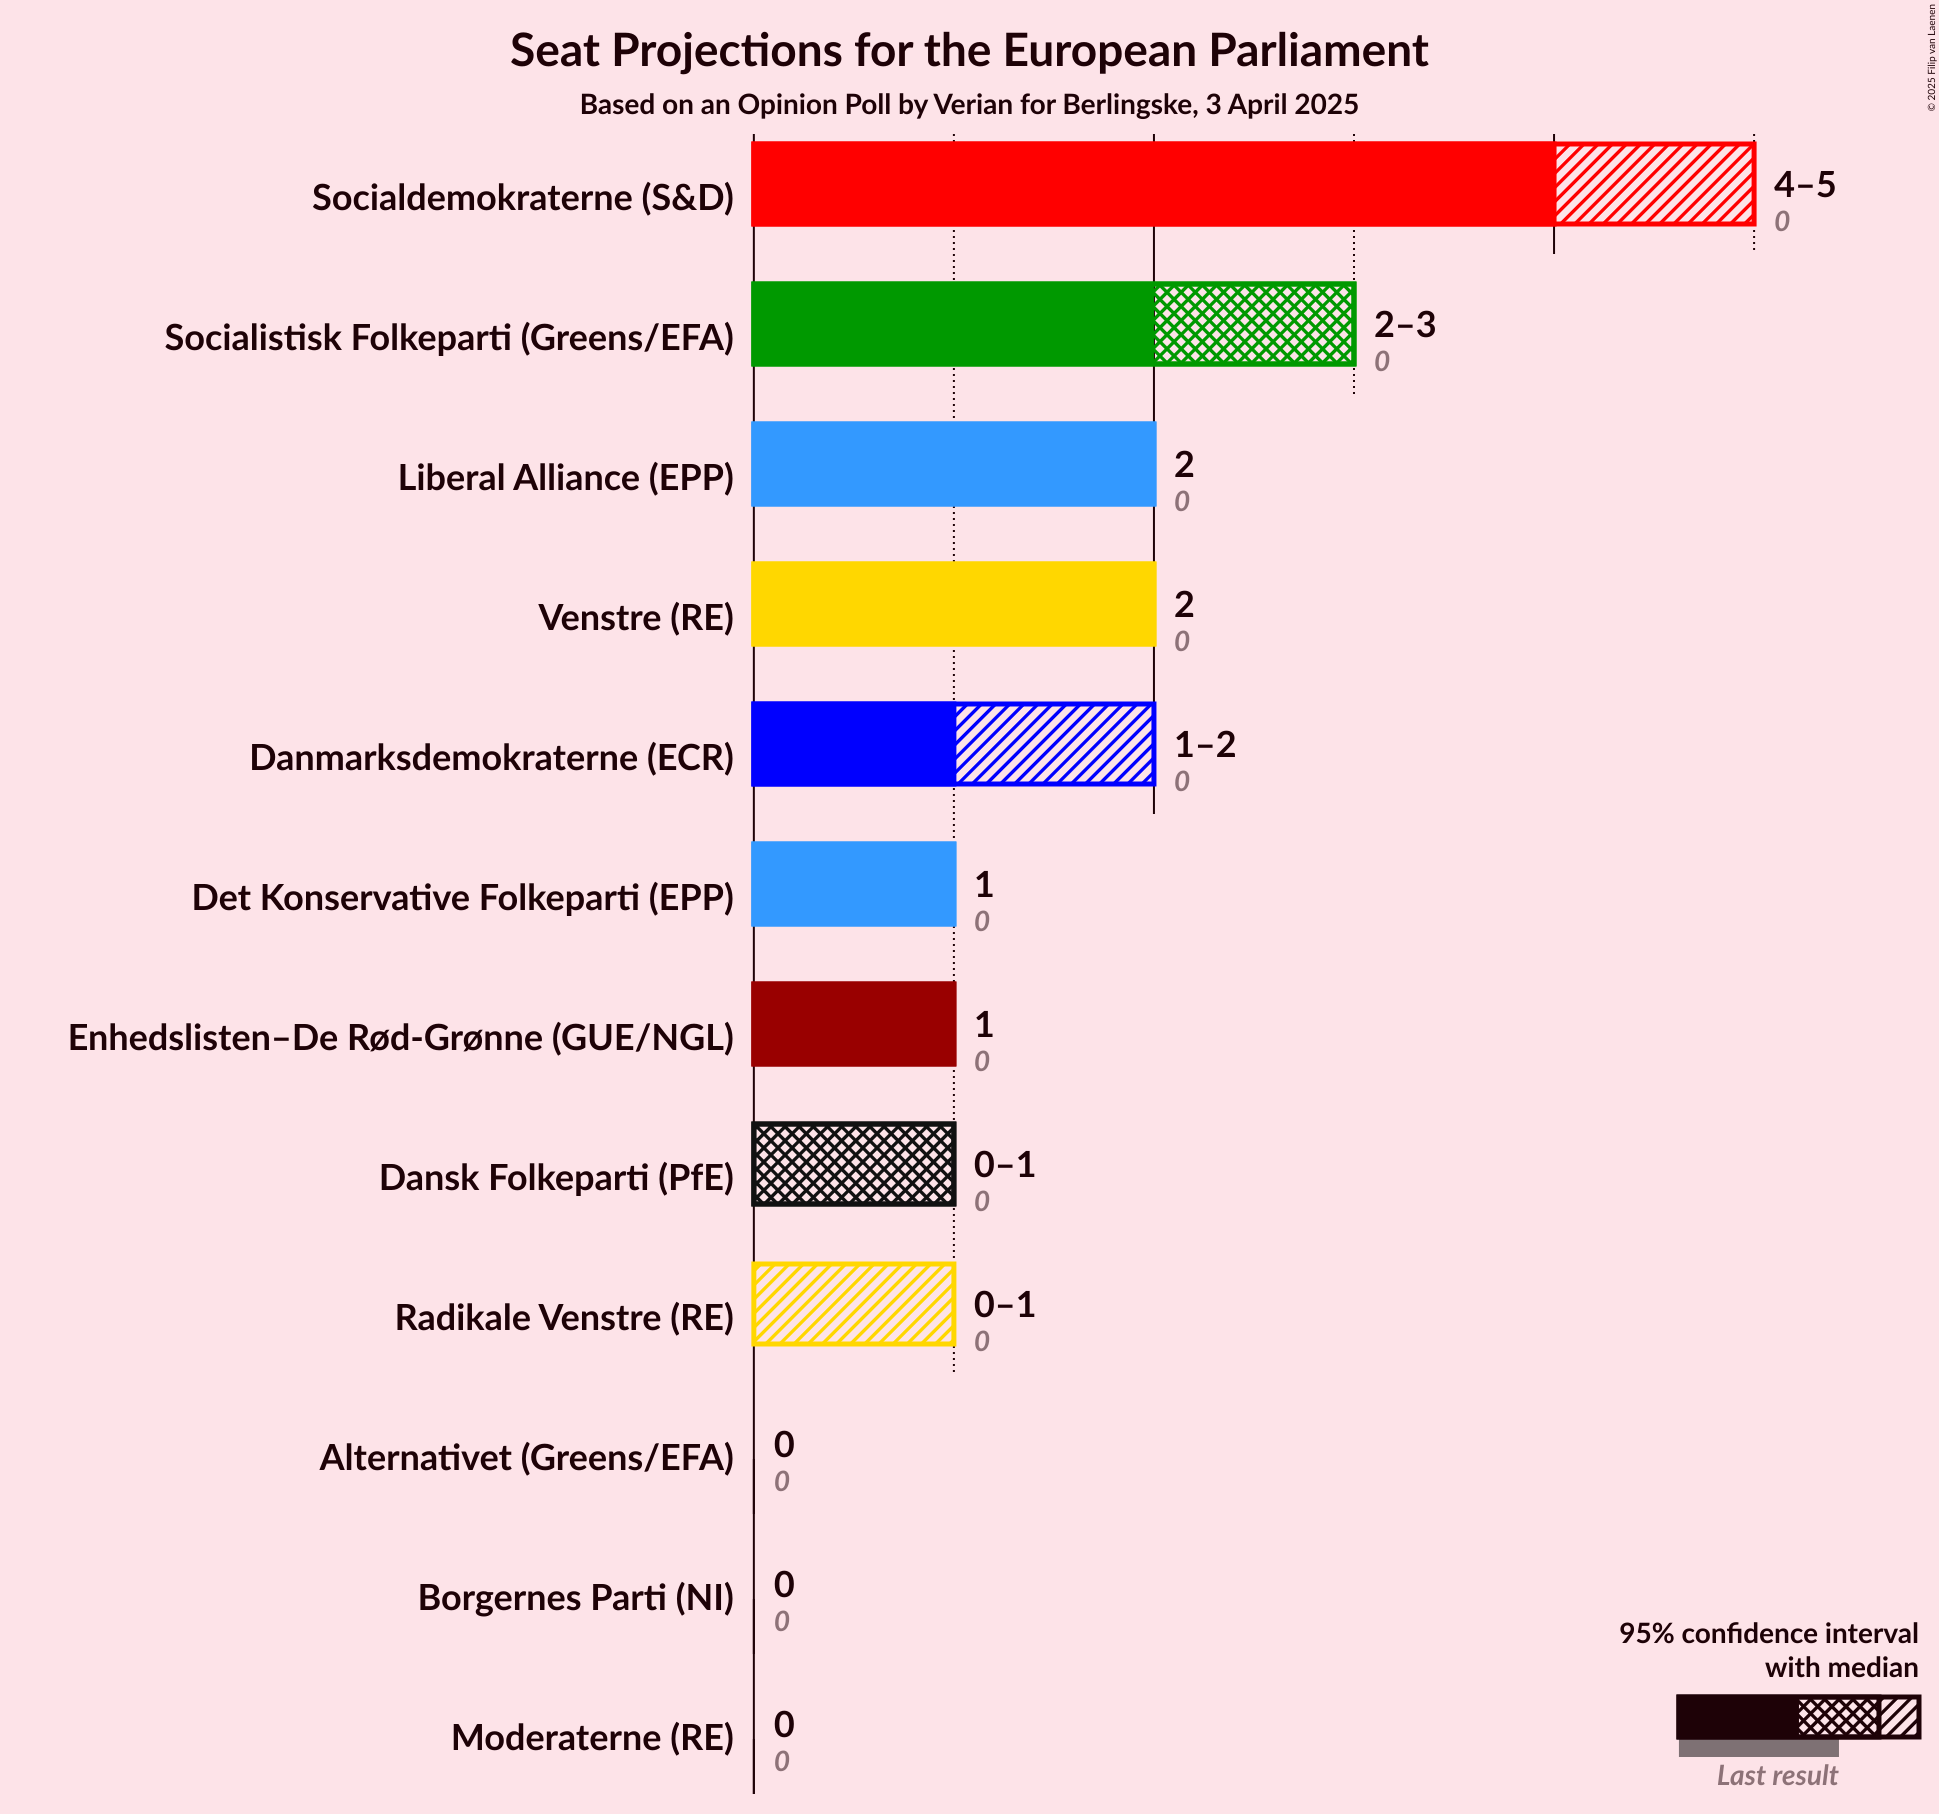 Seat Projections for the European Parliament
Based on an Opinion Poll by Verian for Berlingske, 3 April 2025
© 2025 Filip van Laenen
Socialdemokraterne (S&D)
4–5
0
Socialistisk Folkeparti (Greens/EFA)
2–3
0
Liberal Alliance (EPP)
2
0
Venstre (RE)
2
0
Danmarksdemokraterne (ECR)
1–2
0
Det Konservative Folkeparti (EPP)
1
0
Enhedslisten–De Rød-Grønne (GUE/NGL)
1
0
Dansk Folkeparti (PfE)
0–1
0
Radikale Venstre (RE)
0–1
0
Alternativet (Greens/EFA)
0
0
Borgernes Parti (NI)
0
0
Moderaterne (RE)
0
0
95% confidence interval
with median
Last result